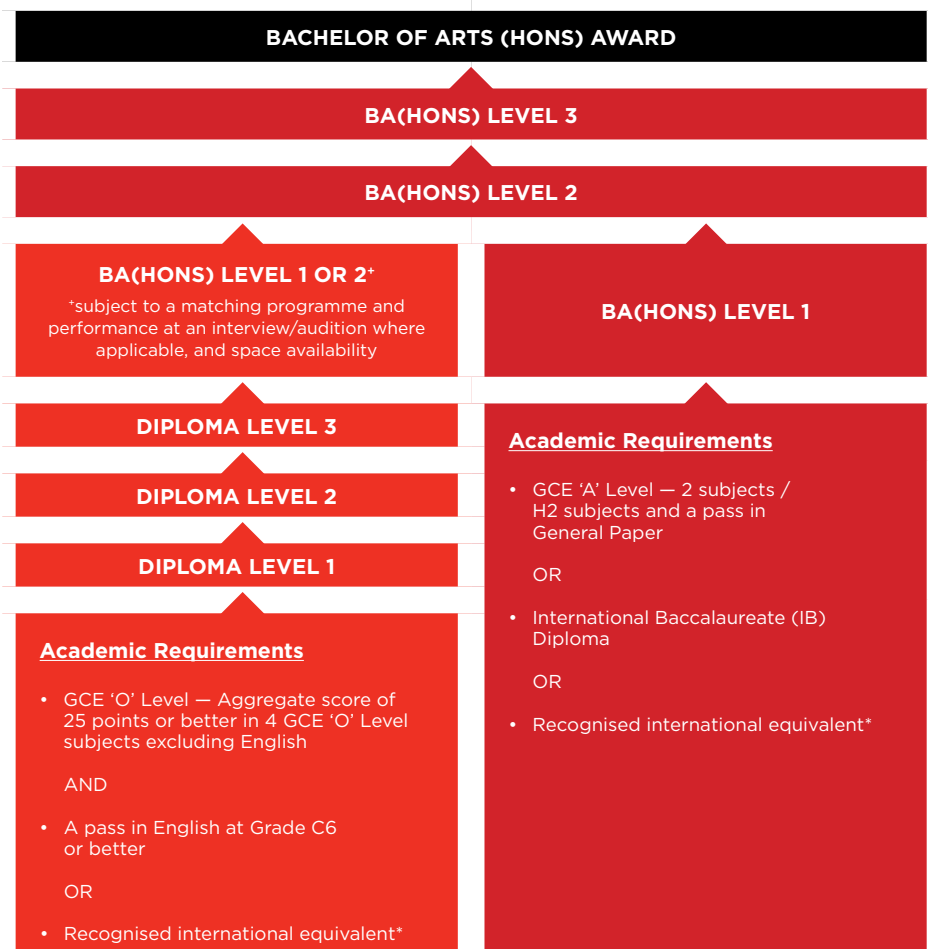 BACHELOR OF ARTS (HONS) AWARD
BA(HONS) LEVEL 3
BA(HONS) LEVEL 2
BA(HONS) LEVEL 1 OR 2⁺
⁺subject to a matching programme and
performance at an interview/audition where
applicable, and space availability
DIPLOMA LEVEL 3
DIPLOMA LEVEL 2
DIPLOMA LEVEL 1
Academic Requirements
• GCE ‘O’ Level — Aggregate score of
25 points or better in 4 GCE ‘O’ Level
subjects excluding English
AND
• A pass in English at Grade C6
or better
OR
• Recognised international equivalent*
BA(HONS) LEVEL 1
Academic Requirements
• GCE ‘A’ Level — 2 subjects /
H2 subjects and a pass in
General Paper
OR
• International Baccalaureate (IB)
Diploma
OR
• Recognised international equivalent*